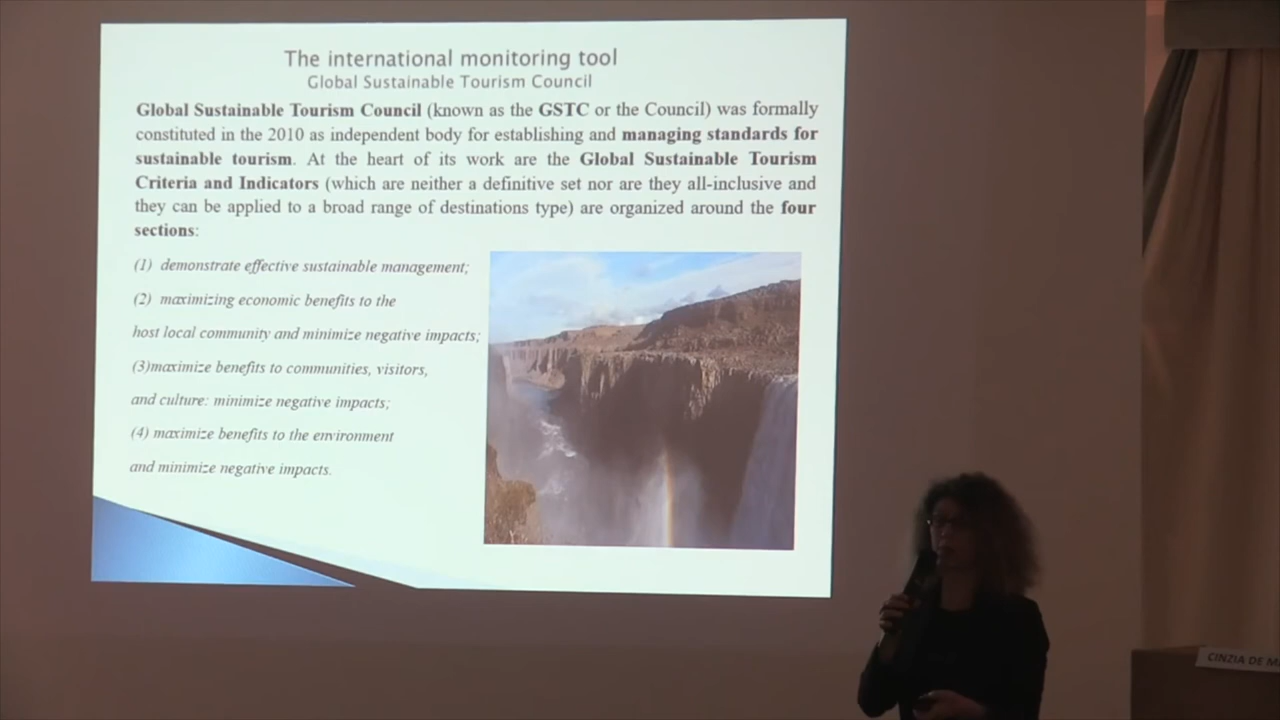 The international monitoring tool
Global Sustainable Tourism Council
Global Sustainable Tourism Council (known as the GSTC or the Council) was formally
constituted in the 2010 as independent body for establishing and managing standards for
sustainable tourism. At the heart of its work are the Global Sustainable Tourism
Criteria and Indicators (which are neither a definitive set nor are they all-inclusive and
they can be applied to a broad range of destinations type) are organized around the four
sections:
(1) demonstrate effective sustainable management;
(2) maximizing economic benefits to the
host local community and minimize negative impacts;
(3)maximize benefits to communities, visitors,
and culture: minimize negative impacts;
(4) maximize benefits to the environment
and minimize negative impacts.
CINZIA DE